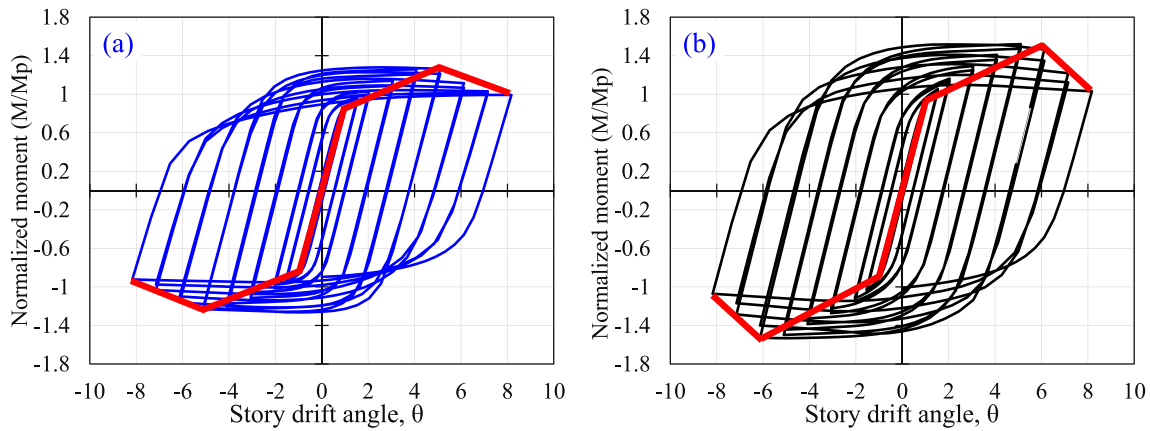 (a)
Normalized moment (M/Mp)
1.8
1.4
1
0.6
0.2
-0.2
-0.6
-1
-1.4
-1.8
-10 -8 -6 -4 -2 0 2 4 6 8 10
Story drift angle, θ
(b)
Normalized moment (M/Mp)
1.8
1.4
1
0.6
0.2
-0.2
-0.6
-1
-1.4
-1.8
-10 -8 -6 -4 -2 0 2 4 6 8 10
Story drift angle, θ